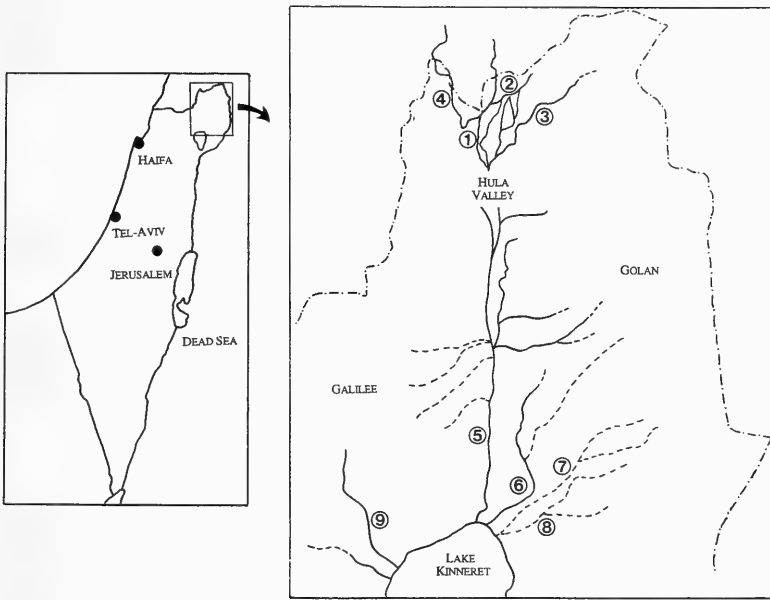 HAIFA
TEL-AVIV
JERUSALEM
DEAD SEA
②
④
③
①
HULA
VALLEY
GOLAN
GALILEE
⑤
⑦
⑥
⑨
⑧
LAKE
KINNERET